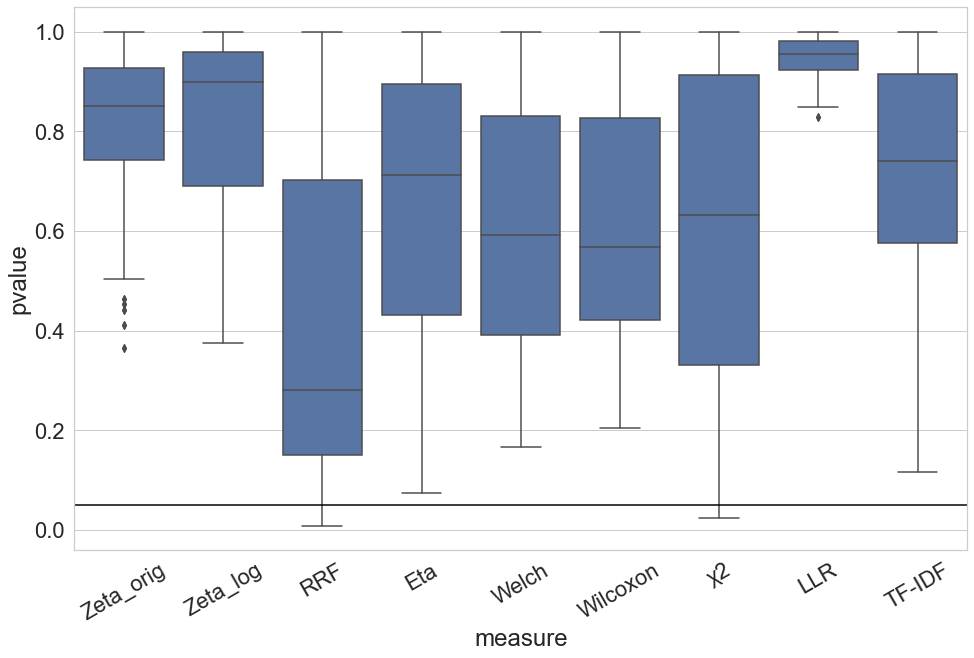 1.0
0.8
0.6
0.4
0.2
0.0
pvalue
Zeta_orig
Zeta_log
RRF
Eta
Welch
Wilcoxon
χ2
LLR
TF-IDF
measure